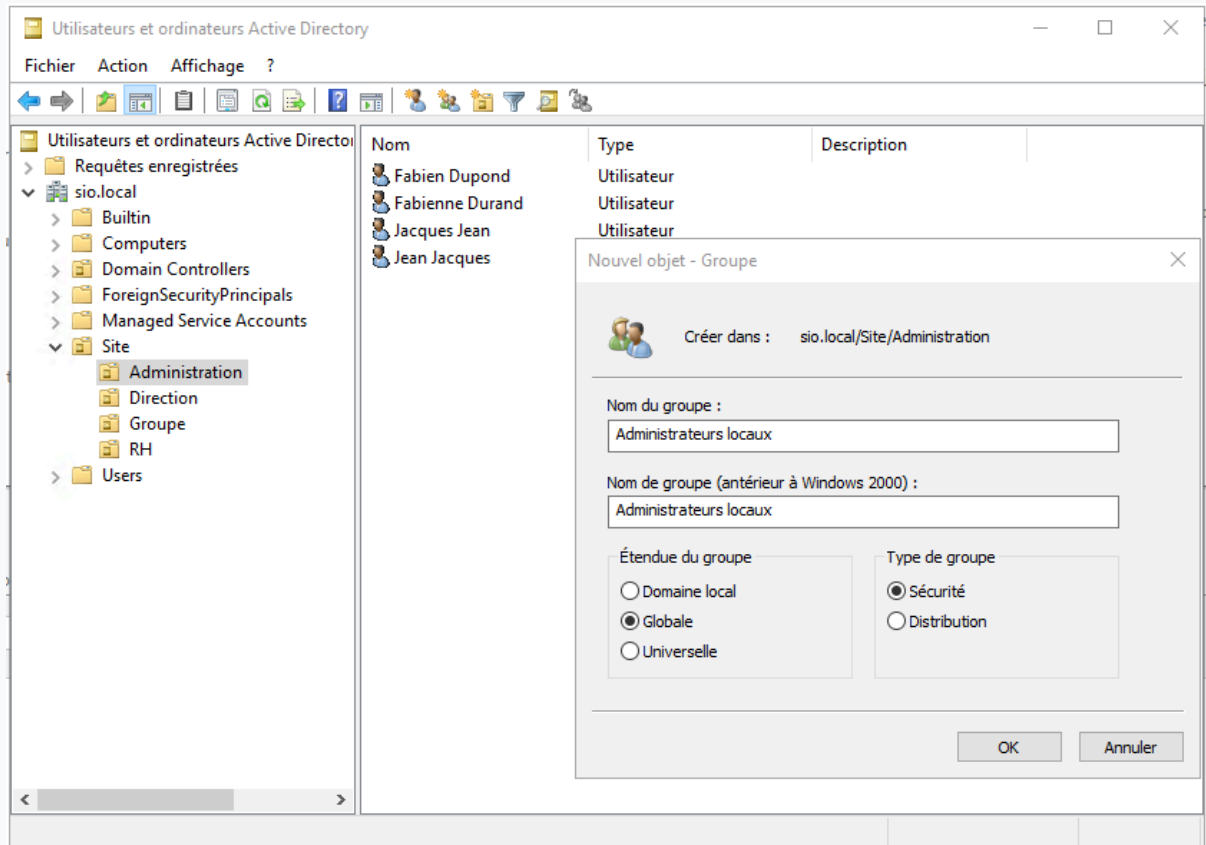 Utilisateurs et ordinateurs Active Directory
Fichier Action Affichage ?
Utilisateurs et ordinateurs Active Director
Requêtes enregistrées
sio.local
Builtin
Computers
Domain Controllers
ForeignSecurityPrincipals
Managed Service Accounts
Site
Administration
Direction
Groupe
RH
Users
Nom Type Description
Fabien Dupond Utilisateur
Fabienne Durand Utilisateur
Jacques Jean Utilisateur
Jean Jacques
Nouvel objet - Groupe
Créer dans : sio.local/Site/Administration
Nom du groupe :
Administrateurs locaux
Nom de groupe (antérieur à Windows 2000) :
Administrateurs locaux
Étendue du groupe
Domaine local
Globale
Universelle
Type de groupe
Sécurité
Distribution
OK Annuler